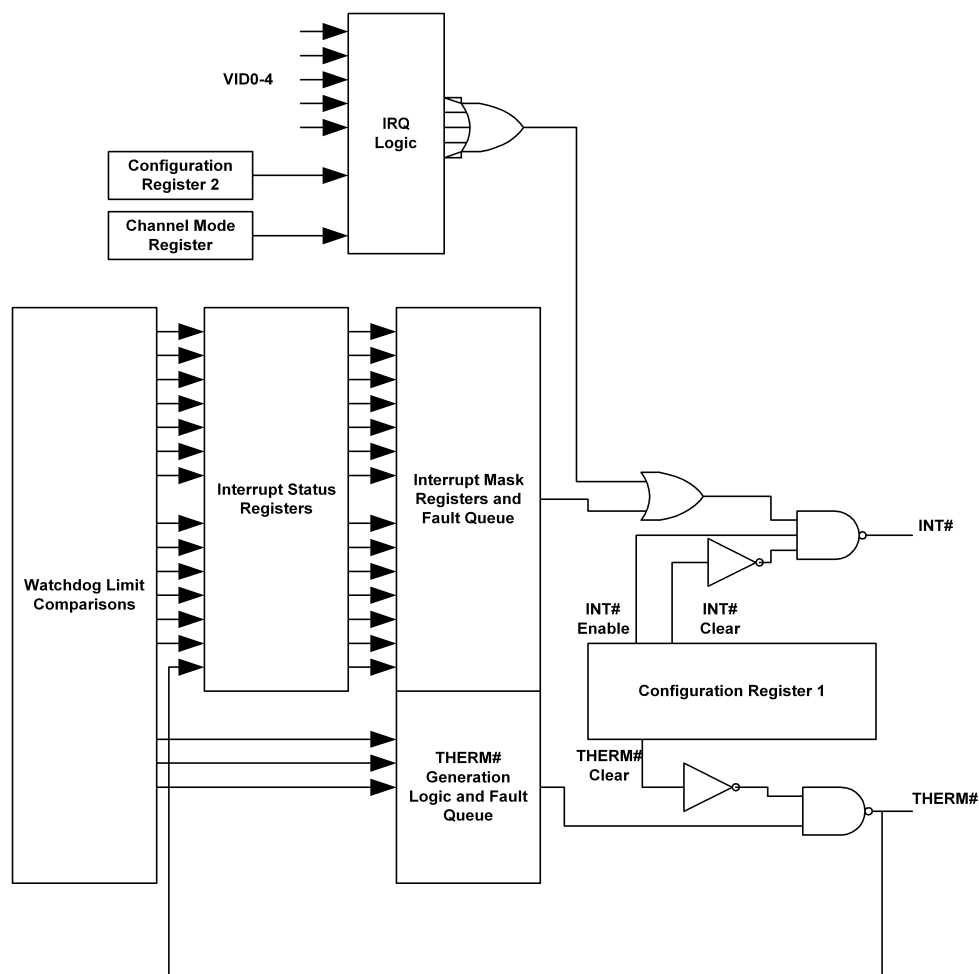 VID0-4
IRQ
Logic
Configuration
Register 2
Channel Mode
Register
Watchdog Limit
Comparisons
Interrupt Status
Registers
Interrupt Mask
Registers and
Fault Queue
INT#
INT#
Enable
INT#
Clear
Configuration Register 1
THERM#
Generation
Logic and Fault
Queue
THERM#
Clear
THERM#